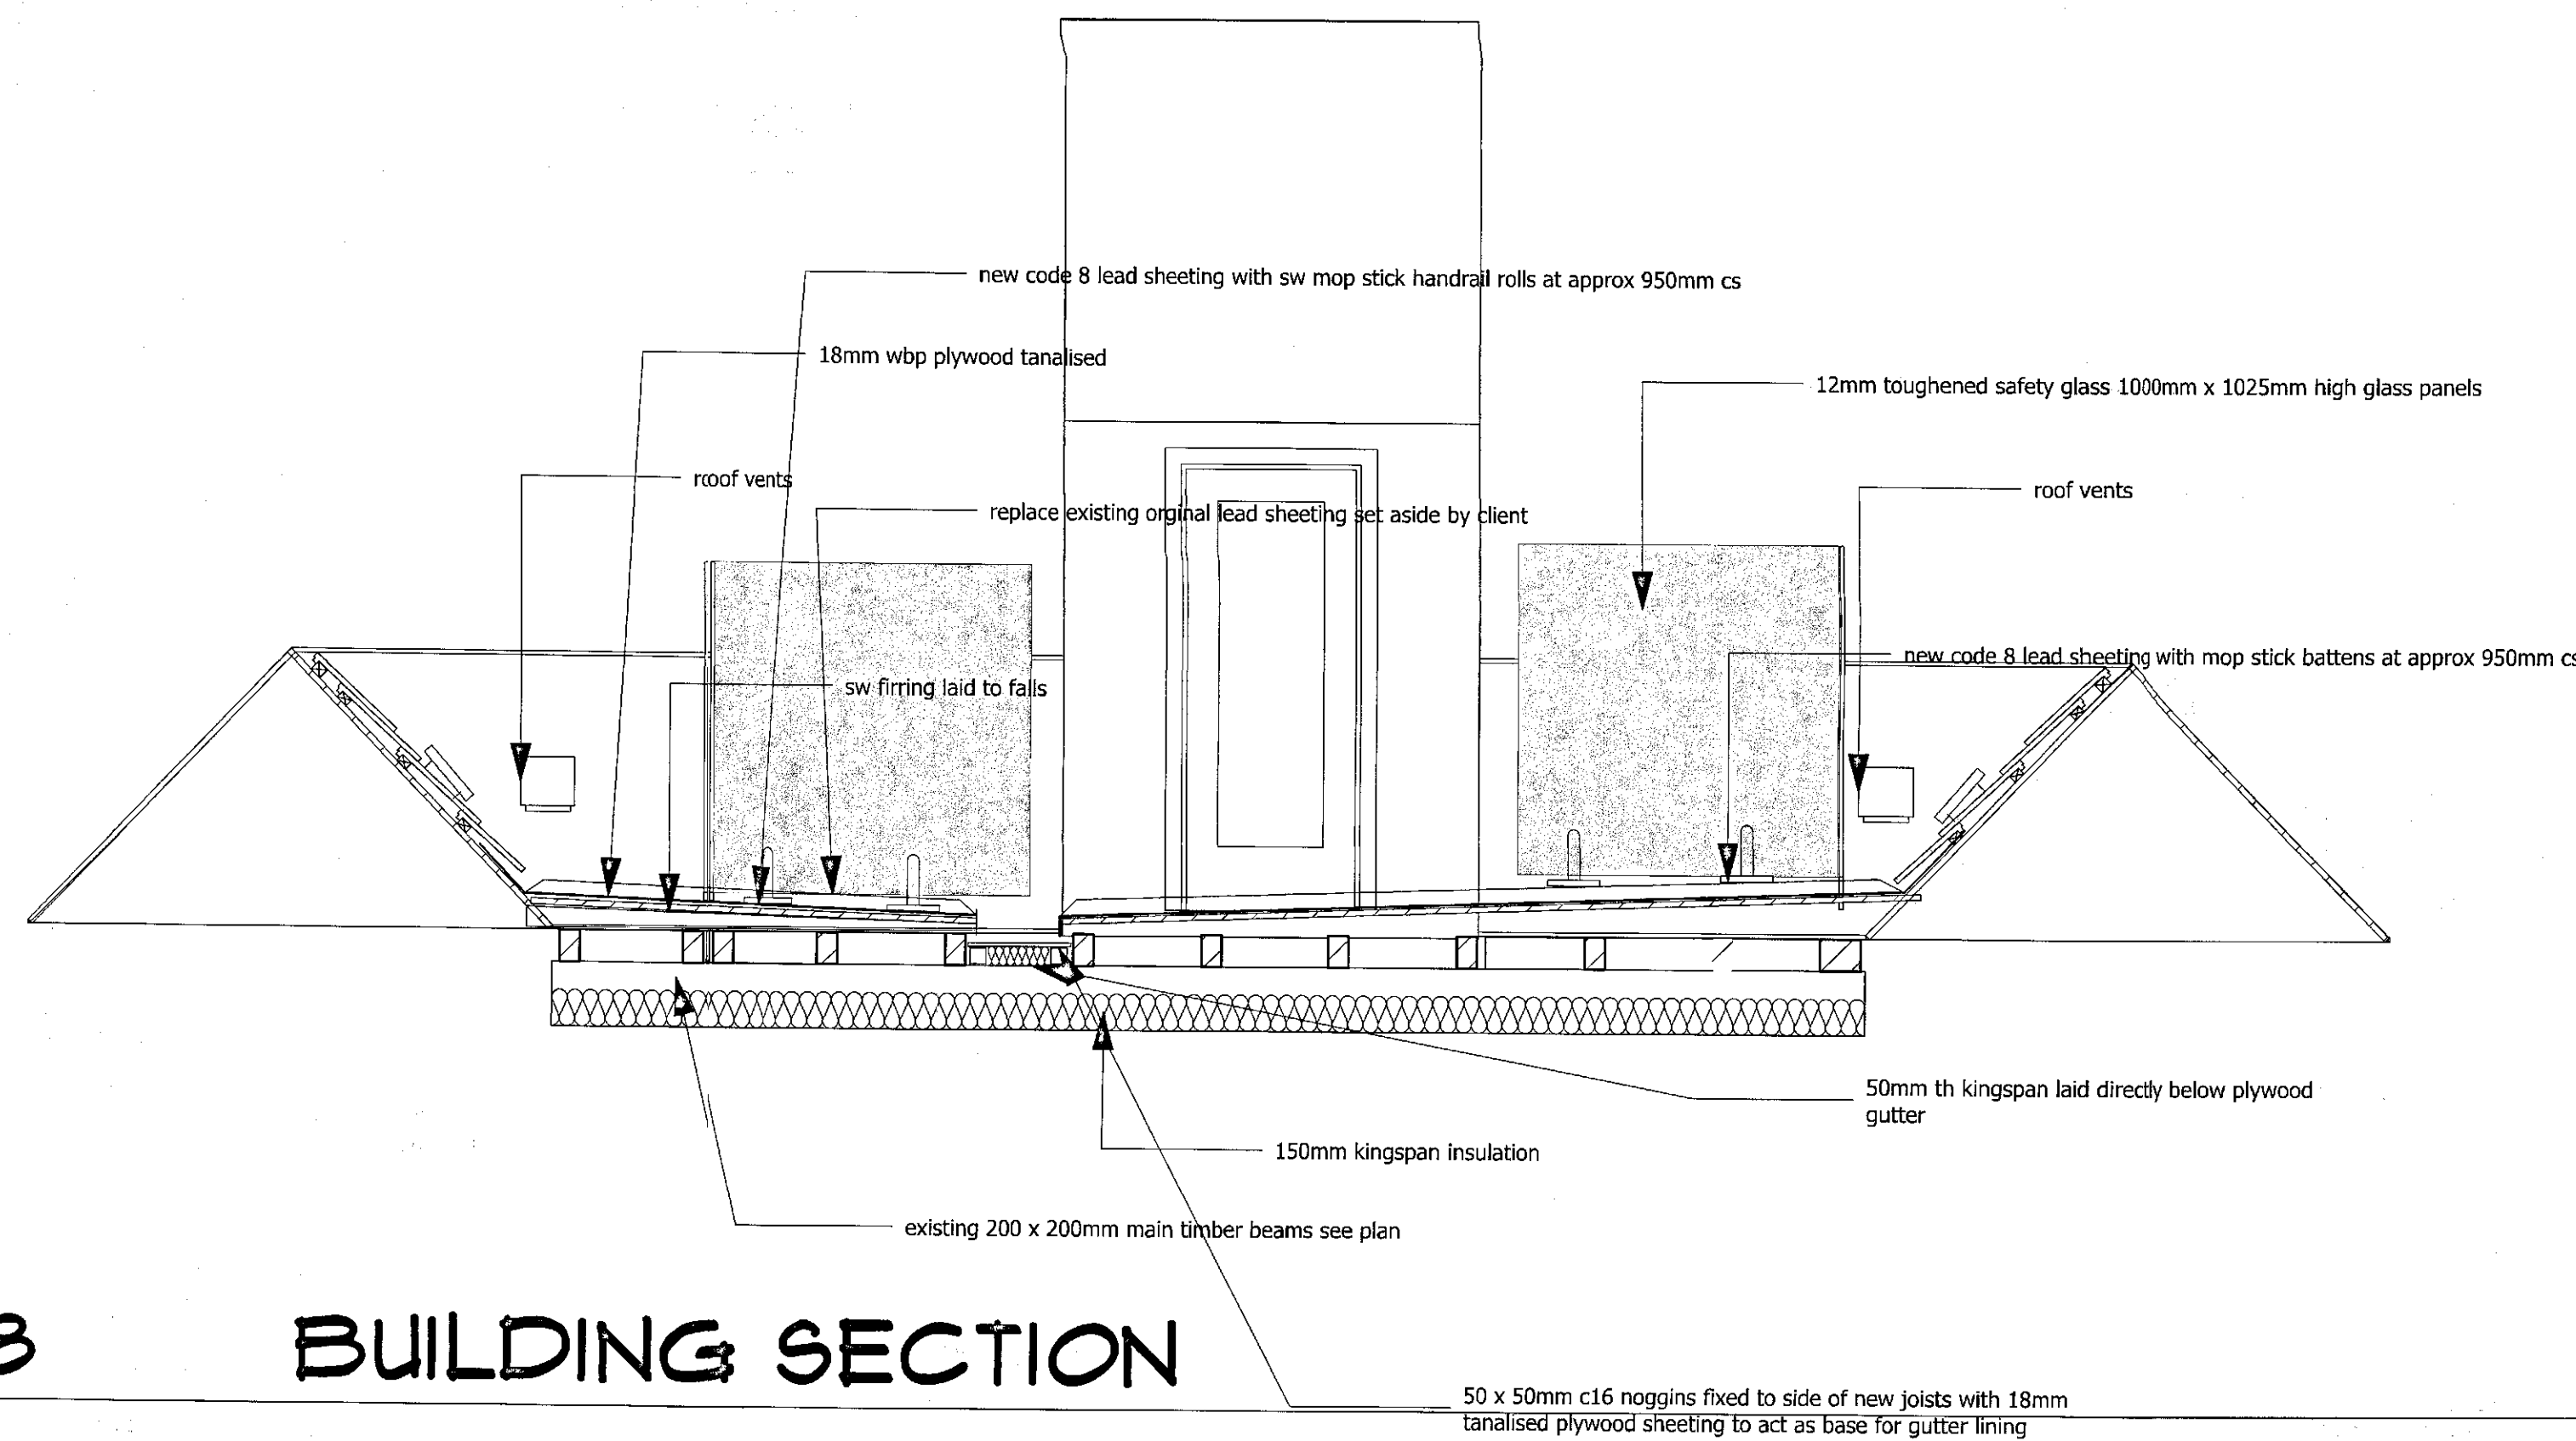 new code 8 lead sheeting with sw mop stick handrail rolls at approx 950mm cs
18mm wbp plywood tanalised
12mm toughened safety glass 1000mm x 1025mm high glass panels
roof vents
roof vents
replace existing orginal lead sheeting set aside by client
new code 8 lead sheeting with mop stick battens at approx 950mm cs
sw firring laid to falls
50mm th kingspan laid directly below plywood
gutter
150mm kingspan insulation
existing 200 x 200mm main timber beams see plan
BUILDING SECTION
50 x 50mm c16 noggins fixed to side of new joists with 18mm
tanalised plywood sheeting to act as base for gutter lining